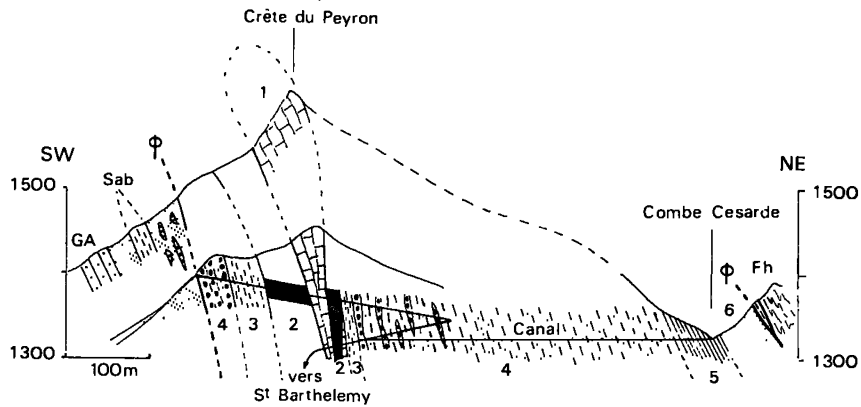 Crête du Peyron
1
SW
NE
φ
1500
Sab
1500
Combe Cesarde
GA
φ
Fh
6
4
3
2
Canal
1300
1300
100m
vers
2
3
4
5
St Barthelemy